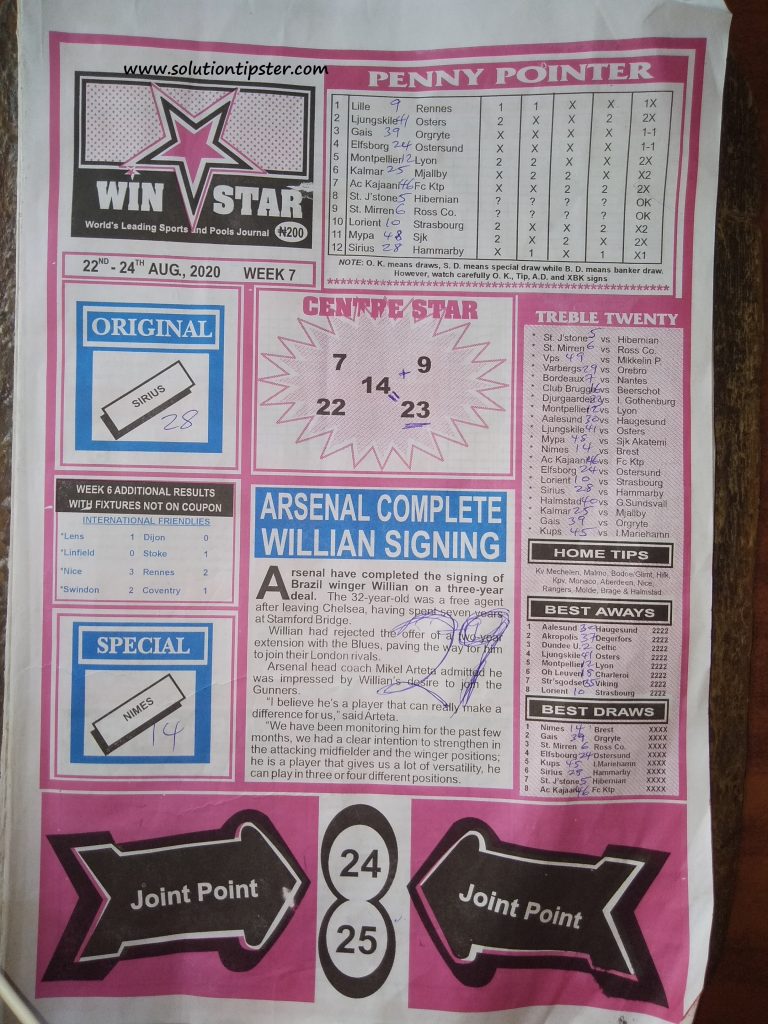 www.solutiontipster.com
WIN STAR
World's Leading Sports and Pools Journal ₦200
22ND - 24TH AUG., 2020 WEEK 7
PENNY POINTER
1 Lille 9 Rennes 1 1 X X 1X
2 Ljungskile 41 Osters 2 X X 2 2X
3 Gais 39 Orgryte X X X X 1-1
4 Elfsborg 24 Ostersund X X X X 1-1
5 Montpellier 12 Lyon 2 2 X X 2X
6 Kalmar 25 Mjallby X 2 2 X X2
7 Ac Kajaani 46 Fc Ktp X X 2 2 2X
8 St. J'stone 5 Hibernian ? ? ? ? OK
9 St. Mirren 6 Ross Co. ? ? ? ? OK
10 Lorient 10 Strasbourg 2 2 X X X2
11 Mypa 48 Sjk 2 X 2 X 2X
12 Sirius 28 Hammarby X 1 X 1 X1
NOTE: O. K. means draws, S. D. means special draw while B. D. means banker draw.
However, watch carefully O. K., Tip, A.D. and XBK signs
ORIGINAL
SIRIUS
28
CENTRE STAR
7 9
+
14
=
22 23
TREBLE TWENTY
* St. J'stone 5 vs Hibernian
* St. Mirren 6 vs Ross Co.
* Vps 49 vs Mikkelin P.
* Varbergs 29 vs Orebro
* Bordeaux 7 vs Nantes
* Club Brugge vs Beerschot
* Djurgaarden vs I. Gothenburg
* Montpellier 12 vs Lyon
* Aalesund 30 vs Haugesund
* Ljungskile 41 vs Osters
* Mypa 48 vs Sjk Akatemi
* Nimes 14 vs Brest
* Ac Kajaani 46 vs Fc Ktp
* Elfsborg 24 vs Ostersund
* Lorient 10 vs Strasbourg
* Sirius 28 vs Hammarby
* Halmstad 40 vs G.Sundsvall
* Kalmar 25 vs Mjallby
* Gais 39 vs Orgryte
* Kups 45 vs I.Mariehamn
WEEK 6 ADDITIONAL RESULTS
WITH FIXTURES NOT ON COUPON
INTERNATIONAL FRIENDLIES
*Lens 1 Dijon 0
*Linfield 0 Stoke 1
*Nice 3 Rennes 2
*Swindon 2 Coventry 1
SPECIAL
NIMES
14
ARSENAL COMPLETE
WILLIAN SIGNING
Arsenal have completed the signing of
Brazil winger Willian on a three-year
deal. The 32-year-old was a free agent
after leaving Chelsea, having spent seven years
at Stamford Bridge.
Willian had rejected the offer of a two-year
extension with the Blues, paving the way for him
to join their London rivals.
Arsenal head coach Mikel Arteta admitted he
was impressed by Willian's desire to join the
Gunners.
"I believe he's a player that can really make a
difference for us," said Arteta.
"We have been monitoring him for the past few
months, we had a clear intention to strengthen in
the attacking midfielder and the winger positions;
he is a player that gives us a lot of versatility, he
can play in three or four different positions.
29
HOME TIPS
Kv Mechelen, Malmo, Bodoe/Glimt, Hifk,
Kpv, Monaco, Aberdeen, Nice,
Rangers, Molde, Brage & Halmstad.
BEST AWAYS
1 Aalesund 30 Haugesund 2222
2 Akropolis 37 Degerfors 2222
3 Dundee U. 2 Celtic 2222
4 Ljungskile 41 Osters 2222
5 Montpellier 12 Lyon 2222
6 Oh Leuven Charleroi 2222
7 Str'sgodset 35 Viking 2222
8 Lorient 10 Strasbourg 2222
BEST DRAWS
1 Nimes 14 Brest XXXX
2 Gais 39 Orgryte XXXX
3 St. Mirren 6 Ross Co. XXXX
4 Elfsbourg 24 Ostersund XXXX
5 Kups 45 I.Mariehamn XXXX
6 Sirius 28 Hammarby XXXX
7 St. J'stone 5 Hibernian XXXX
8 Ac Kajaani 46 Fc Ktp XXXX
Joint Point
24
25
Joint Point